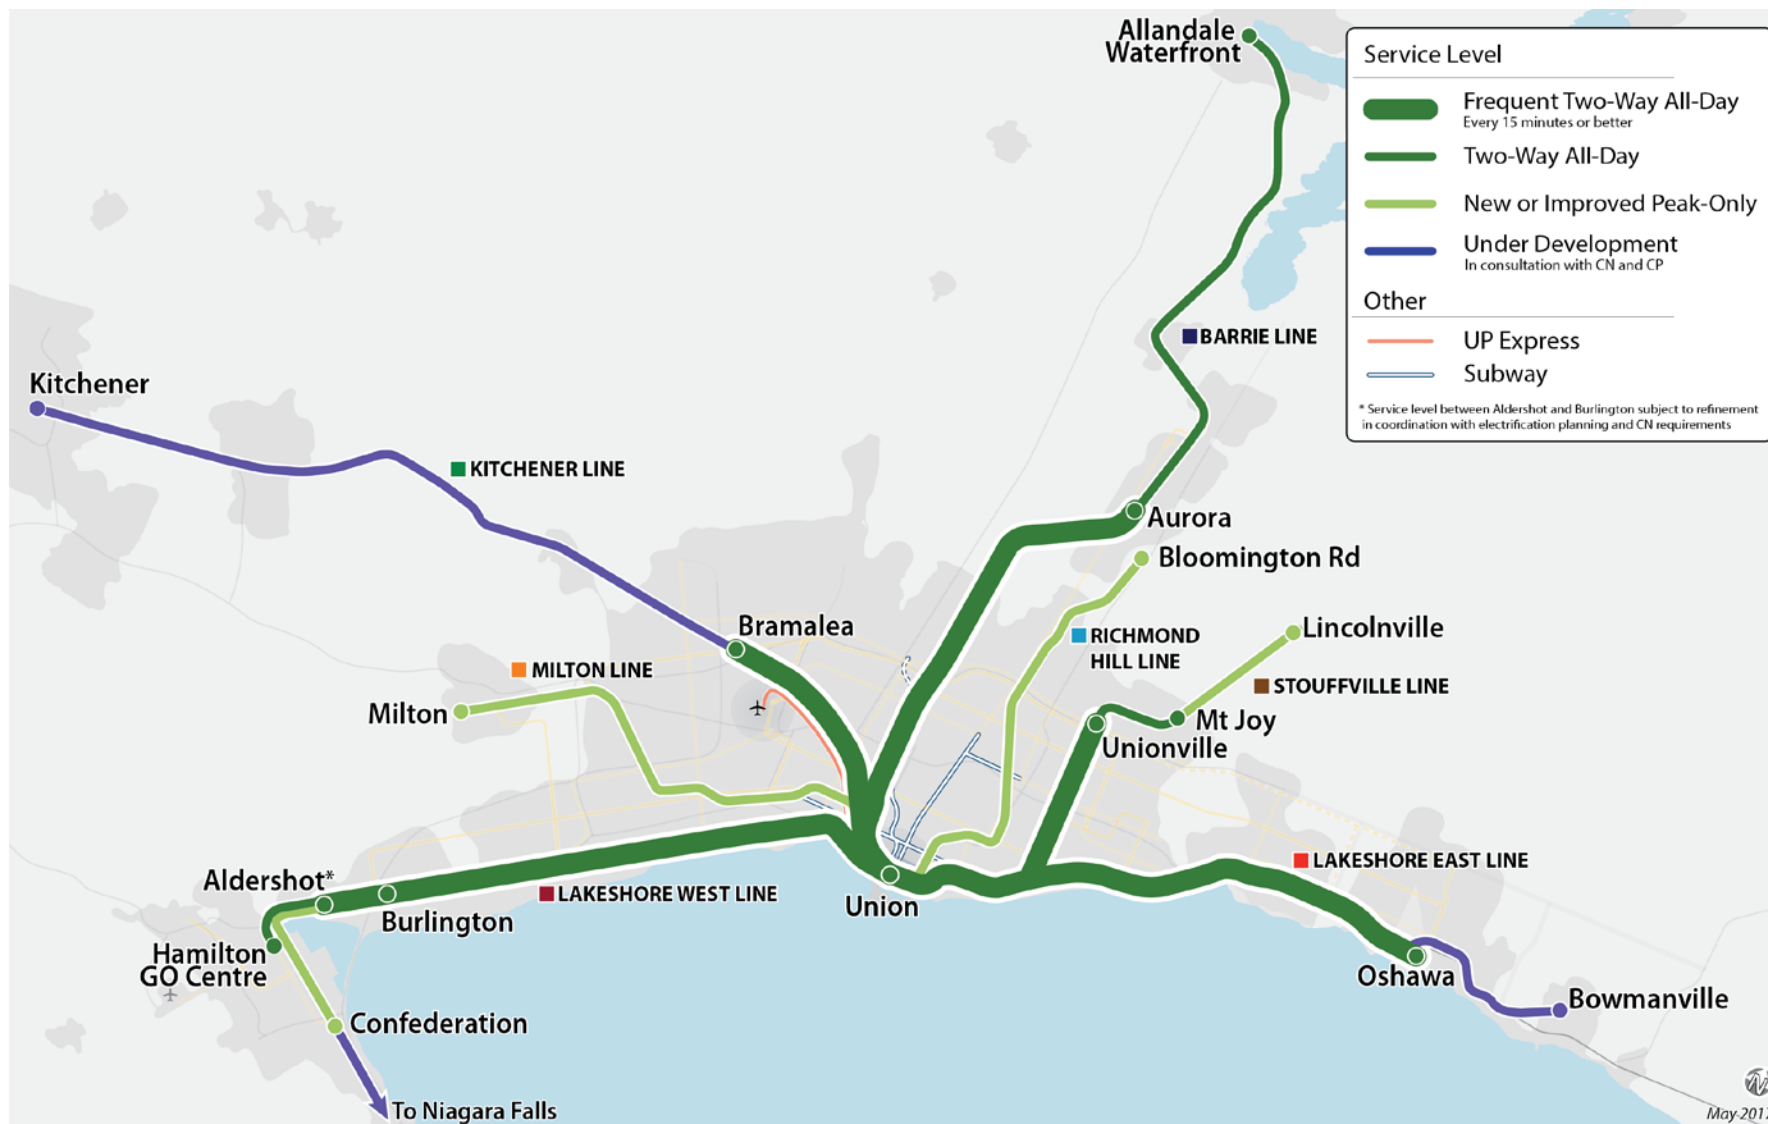 Allandale
Waterfront
Service Level
Frequent Two-Way All-Day
Every 15 minutes or better
Two-Way All-Day
New or Improved Peak-Only
Under Development
In consultation with CN and CP
Other
UP Express
Subway
* Service level between Aldershot and Burlington subject to refinement
in coordination with electrification planning and CN requirements
BARRIE LINE
Kitchener
KITCHENER LINE
Aurora
Bloomington Rd
Bramalea
RICHMOND
HILL LINE
Lincolnville
MILTON LINE
STOUFFVILLE LINE
Milton
Mt Joy
Unionville
LAKESHORE EAST LINE
Aldershot*
LAKESHORE WEST LINE
Union
Burlington
Hamilton
GO Centre
Oshawa
Bowmanville
Confederation
To Niagara Falls
May 2017